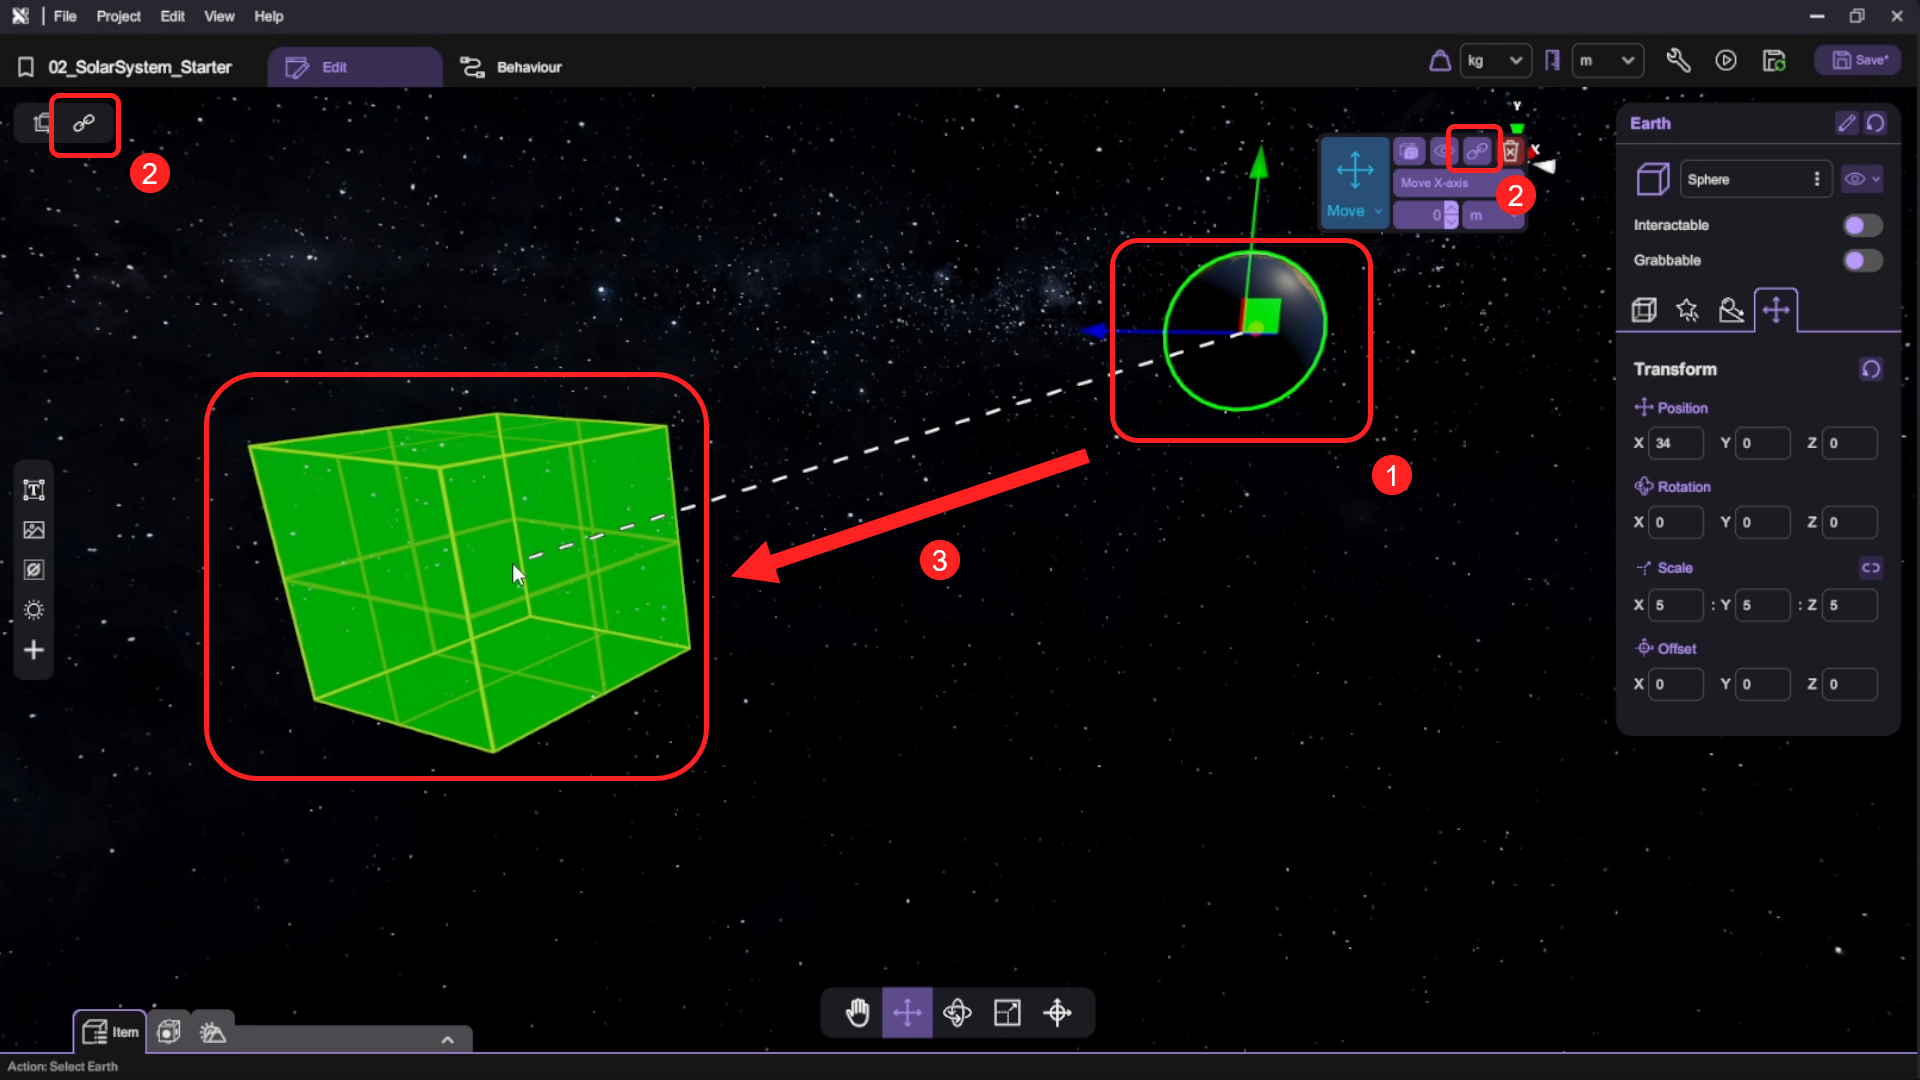 File Project Edit View Help
02_SolarSystem_Starter Edit Behaviour kg m Save*
2
Y
X
Move X-axis
Move 0 m
2
1
3
Earth
Sphere
Interactable
Grabbable
Transform
Position
X 34 Y 0 Z 0
Rotation
X 0 Y 0 Z 0
Scale
X 5 : Y 5 : Z 5
Offset
X 0 Y 0 Z 0
Item
Action: Select Earth